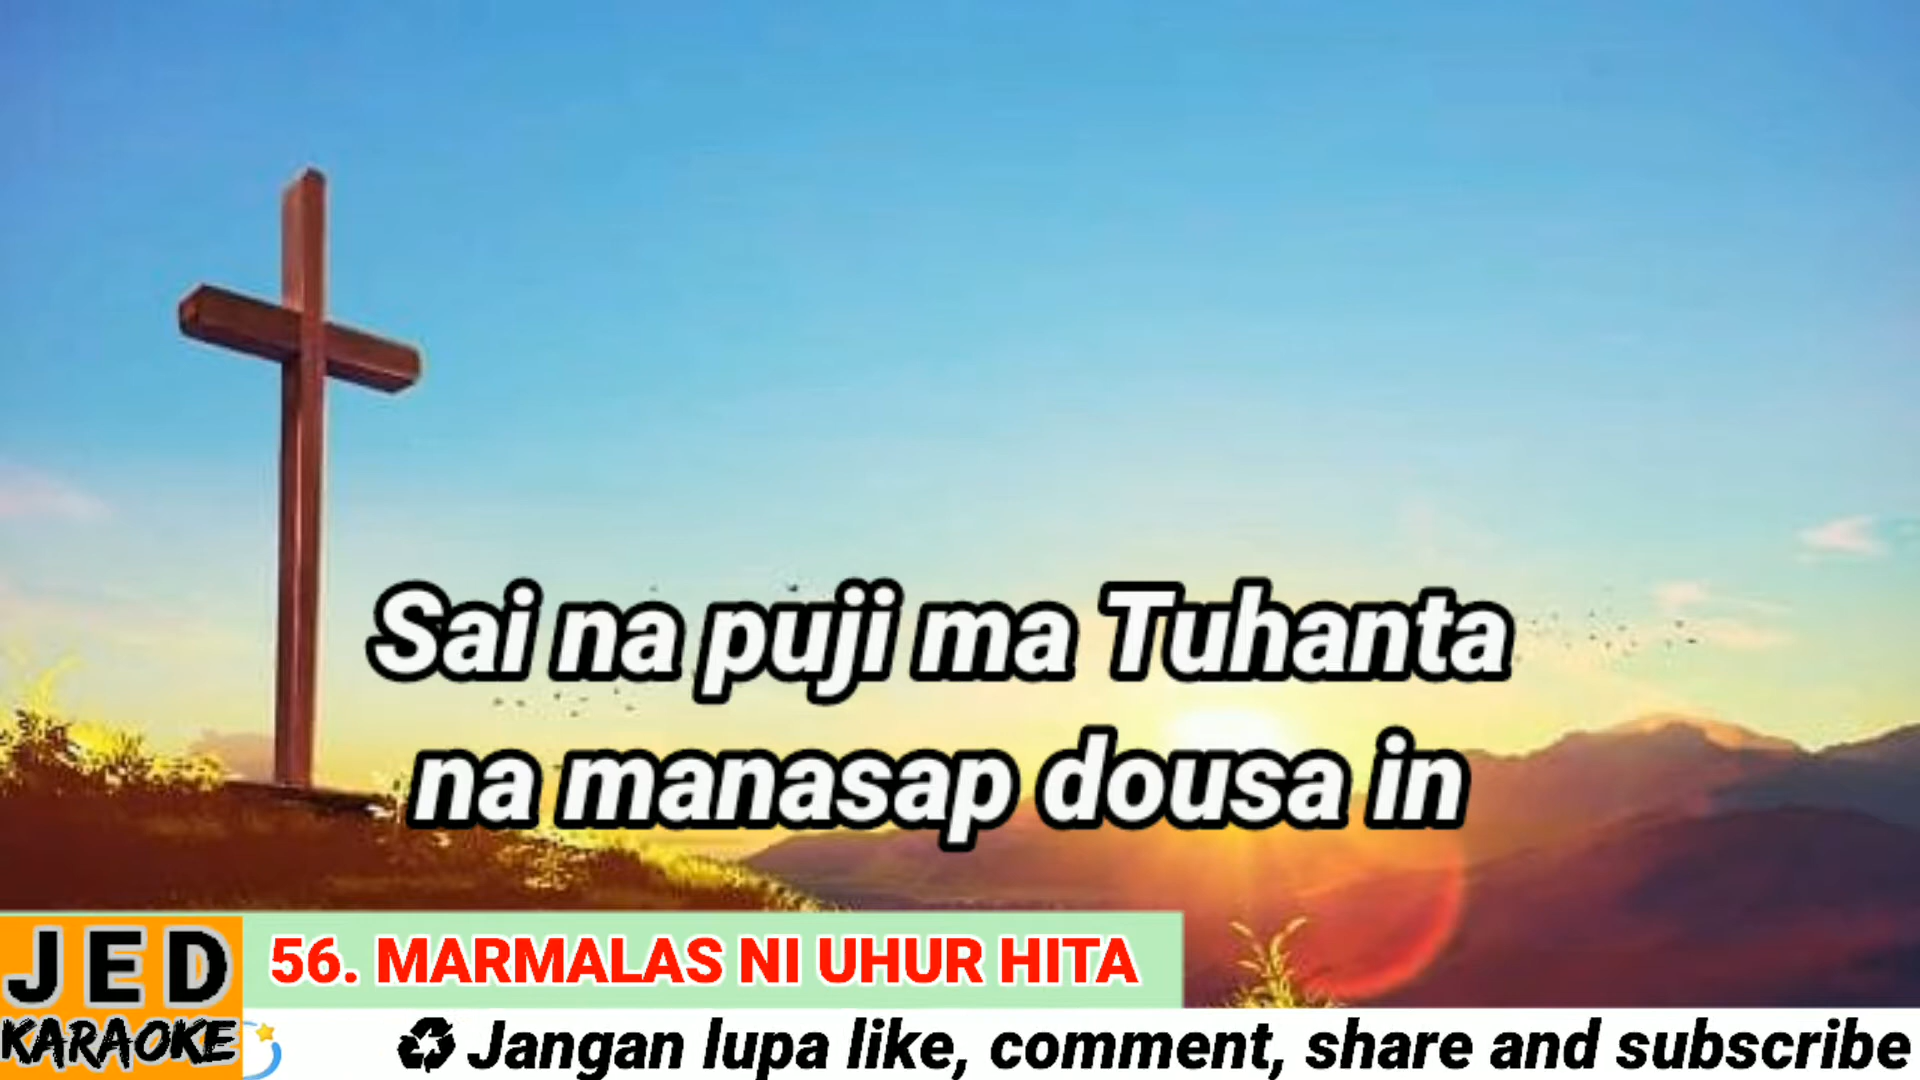 Sai na puji ma Tuhanta
na manasap dousa in
JED
KARAOKE
56. MARMALAS NI UHUR HITA
Jangan lupa like, comment, share and subscribe